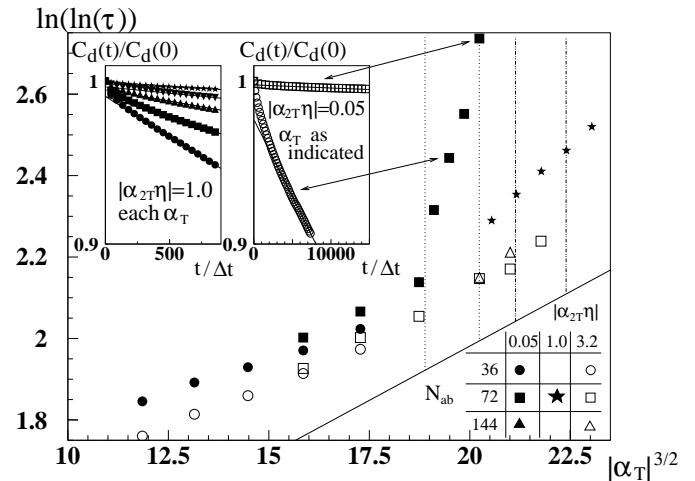 ln(ln(τ))
C_d(t)/C_d(0)
C_d(t)/C_d(0)
1
1
|α_2Tη|=1.0
each α_T
|α_2Tη|=0.05
α_T as
indicated
0.9
0.9
0
500
0
10000
t/Δt
t/Δt
2.6
2.4
2.2
2
1.8
|α_2Tη|
0.05 1.0 3.2
N_ab
36
72
144
10 12.5 15 17.5 20 22.5
|α_T|^3/2